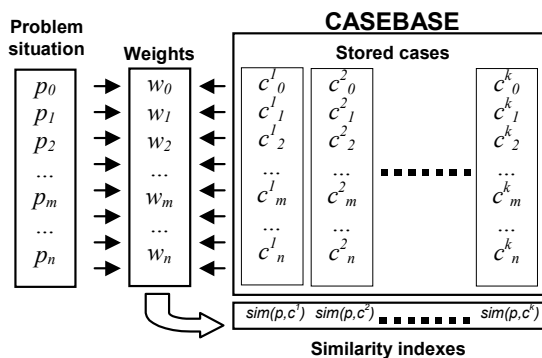 CASEBASE
Problem situation
Weights
Stored cases
p₀ w₀ c¹₀ c²₀ cᵏ₀
p₁ w₁ c¹₁ c²₁ cᵏ₁
p₂ w₂ c¹₂ c²₂ cᵏ₂
... ... ... ... ...
pₘ wₘ c¹ₘ c²ₘ cᵏₘ
... ... ... ... ...
pₙ wₙ c¹ₙ c²ₙ cᵏₙ
sim(p,c¹) sim(p,c²) sim(p,cᵏ)
Similarity indexes